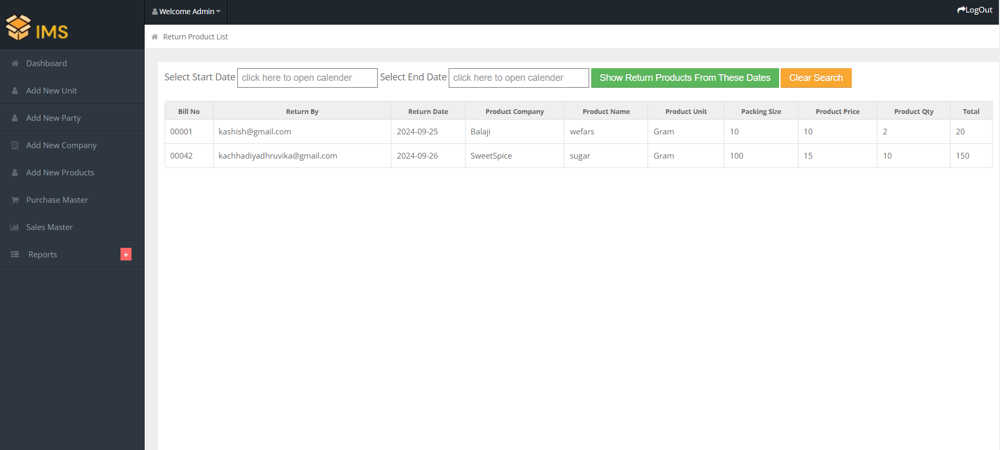 IMS
Welcome Admin
LogOut
Return Product List
Dashboard
Add New Unit
Add New Party
Add New Company
Add New Products
Purchase Master
Sales Master
Reports +
Select Start Date click here to open calender Select End Date click here to open calender Show Return Products From These Dates Clear Search
Bill No Return By Return Date Product Company Product Name Product Unit Packing Size Product Price Product Qty Total
00001 kashish@gmail.com 2024-09-25 Balaji wefars Gram 10 10 2 20
00042 kachhadiyadhruvika@gmail.com 2024-09-26 SweetSpice sugar Gram 100 15 10 150